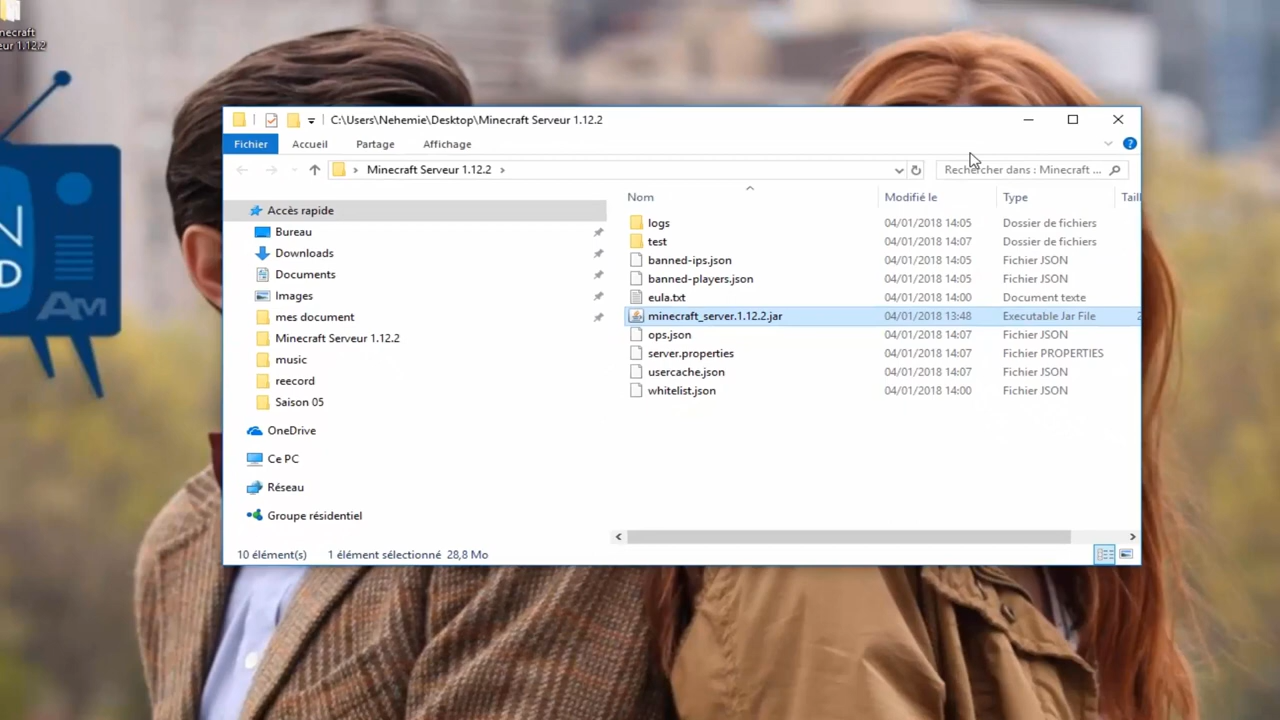 necraft
eur 1.12.2
N
D
AM
C:\Users\Nehemie\Desktop\Minecraft Serveur 1.12.2
Fichier Accueil Partage Affichage
Minecraft Serveur 1.12.2
Rechercher dans : Minecraft ...
Accès rapide
Bureau
Downloads
Documents
Images
mes document
Minecraft Serveur 1.12.2
music
reecord
Saison 05
OneDrive
Ce PC
Réseau
Groupe résidentiel
Nom Modifié le Type Taill
logs 04/01/2018 14:05 Dossier de fichiers
test 04/01/2018 14:07 Dossier de fichiers
banned-ips.json 04/01/2018 14:05 Fichier JSON
banned-players.json 04/01/2018 14:05 Fichier JSON
eula.txt 04/01/2018 14:00 Document texte
minecraft_server.1.12.2.jar 04/01/2018 13:48 Executable Jar File 2
ops.json 04/01/2018 14:07 Fichier JSON
server.properties 04/01/2018 14:07 Fichier PROPERTIES
usercache.json 04/01/2018 14:07 Fichier JSON
whitelist.json 04/01/2018 14:00 Fichier JSON
10 élément(s) 1 élément sélectionné 28,8 Mo